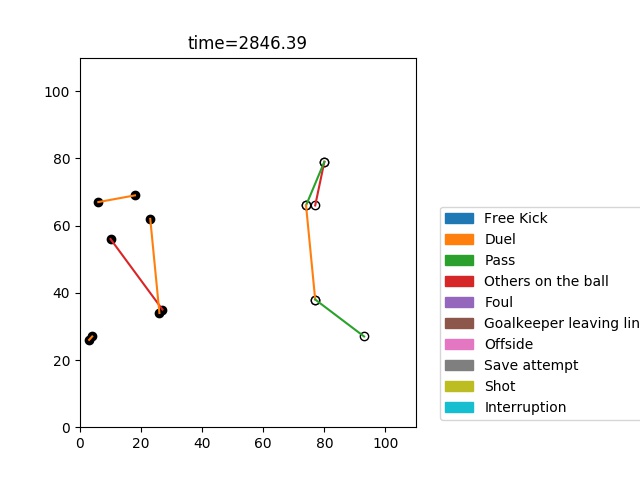 time=2846.39
100
80
60
40
20
0
0 20 40 60 80 100
Free Kick
Duel
Pass
Others on the ball
Foul
Goalkeeper leaving lin
Offside
Save attempt
Shot
Interruption